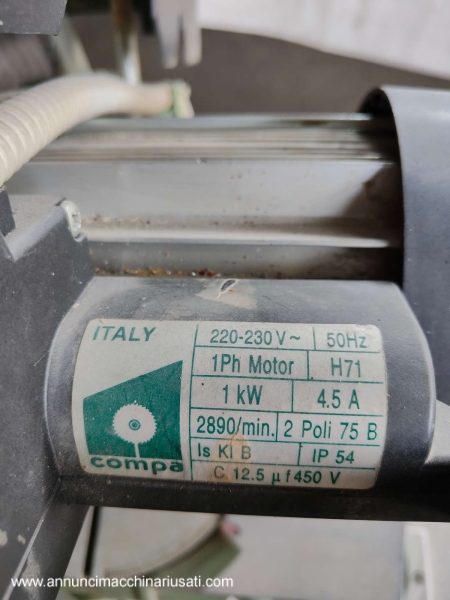 ITALY
220-230 V~ 50Hz
1Ph Motor H71
1 kW 4.5 A
2890/min. 2 Poli 75 B
Is Kl B IP 54
C 12.5 µf 450 V
compa
www.annuncimacchinariusati.com